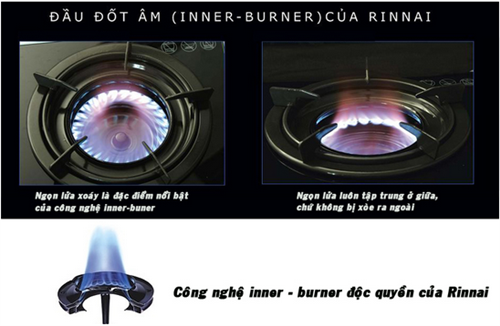 ĐẦU ĐỐT ÂM (INNER-BURNER)CỦA RINNAI
Ngọn lửa xoáy là đặc điểm nổi bật
của công nghệ inner-buner
Ngọn lửa luôn tập trung ở giữa,
chứ không bị xòe ra ngoài
Công nghệ inner - burner độc quyền của Rinnai